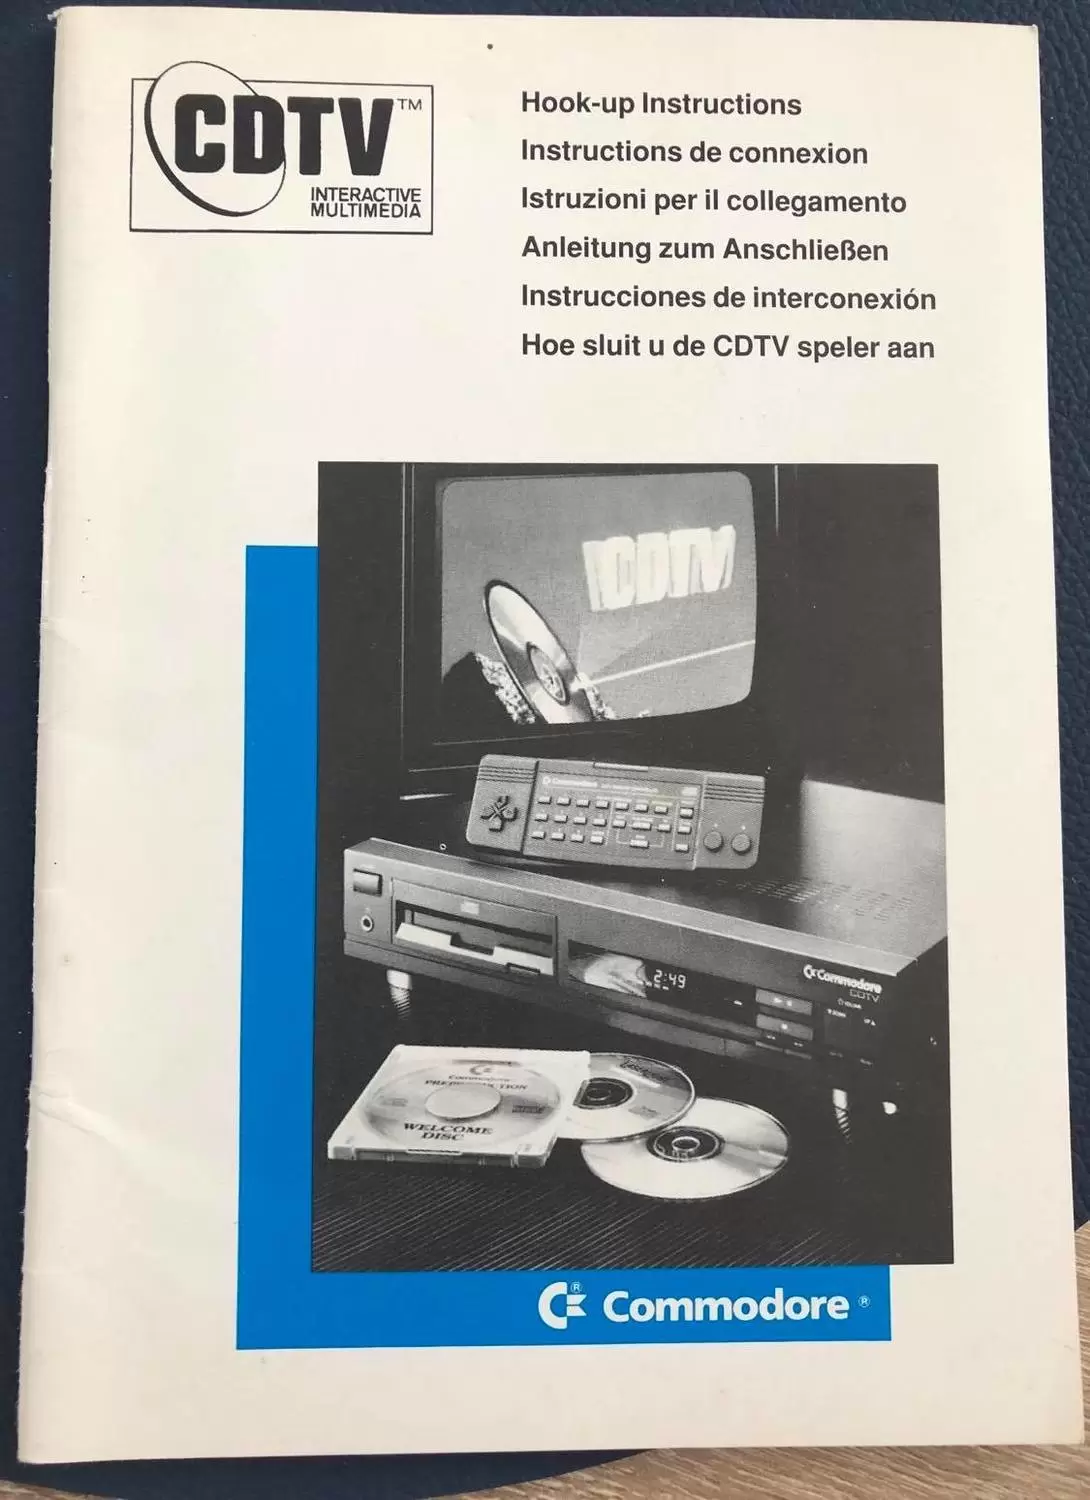 CDTV™
INTERACTIVE
MULTIMEDIA
Hook-up Instructions
Instructions de connexion
Istruzioni per il collegamento
Anleitung zum Anschließen
Instrucciones de interconexión
Hoe sluit u de CDTV speler aan
CDTV
Commodore
2:49
Commodore
CDTV
Commodore
WELCOME
DISC
Commodore®